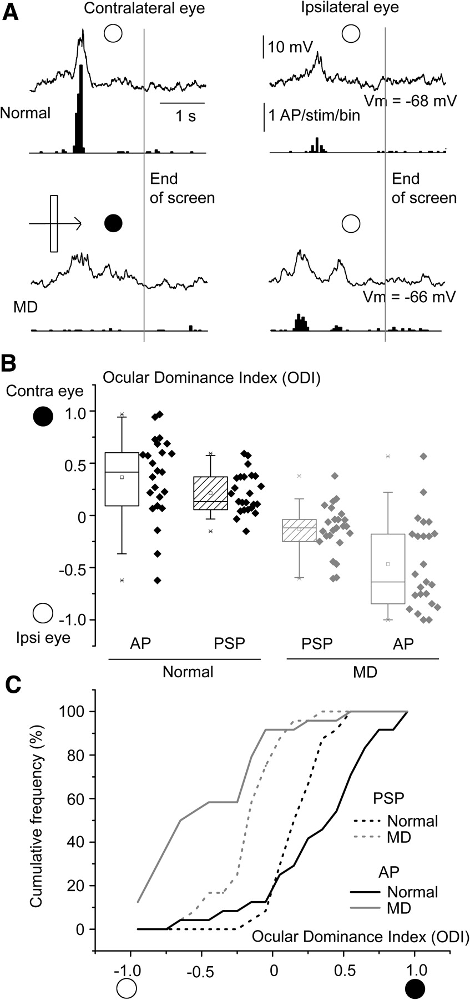 A
Contralateral eye
Ipsilateral eye
10 mV
Vm = -68 mV
Normal
1 s
1 AP/stim/bin
End
of screen
End
of screen
Vm = -66 mV
MD
B
Ocular Dominance Index (ODI)
Contra eye
1.0
0.5
0
-0.5
-1.0
Ipsi eye
AP
PSP
PSP
AP
Normal
MD
C
Cumulative frequency (%)
100
80
60
40
20
0
PSP
Normal
MD
AP
Normal
MD
Ocular Dominance Index (ODI)
-1.0
-0.5
0
0.5
1.0